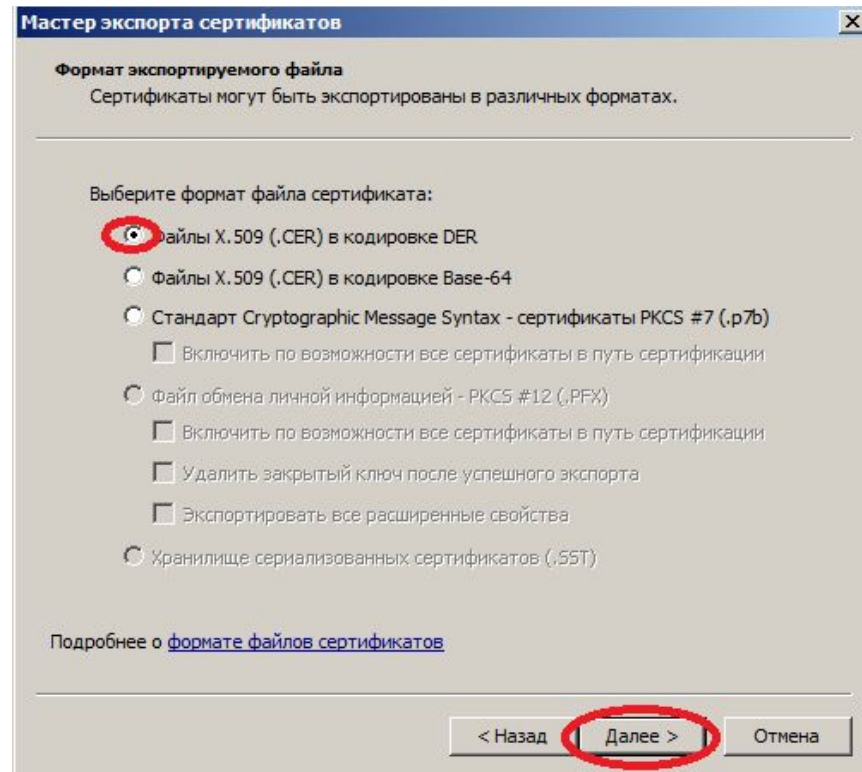 Мастер экспорта сертификатов
Формат экспортируемого файла
Сертификаты могут быть экспортированы в различных форматах.
Выберите формат файла сертификата:
Файлы X.509 (.CER) в кодировке DER
Файлы X.509 (.CER) в кодировке Base-64
Стандарт Cryptographic Message Syntax - сертификаты PKCS #7 (.p7b)
Включить по возможности все сертификаты в путь сертификации
Файл обмена личной информацией - PKCS #12 (.PFX)
Включить по возможности все сертификаты в путь сертификации
Удалить закрытый ключ после успешного экспорта
Экспортировать все расширенные свойства
Хранилище сериализованных сертификатов (.SST)
Подробнее о формате файлов сертификатов
< Назад Далее > Отмена